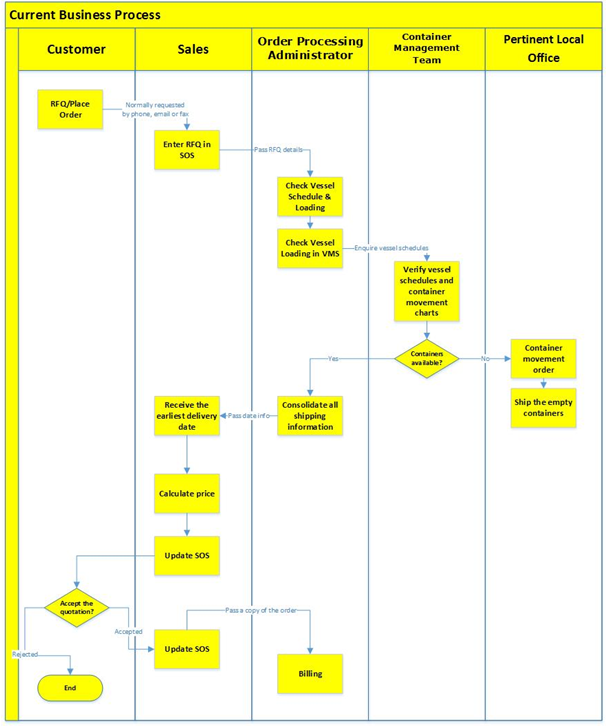 Current Business Process
Customer
Sales
Order Processing
Administrator
Container
Management
Team
Pertinent Local
Office
RFQ/Place
Order
Normally requested
by phone, email or fax
Enter RFQ in
SOS
Pass RFQ details
Check Vessel
Schedule &
Loading
Check Vessel
Loading in VMS
Enquire vessel schedules
Verify vessel
schedules and
container
movement
charts
Containers
available?
Yes
No
Container
movement
order
Ship the empty
containers
Consolidate all
shipping
information
Pass date info
Receive the
earliest delivery
date
Calculate price
Update SOS
Accept the
quotation?
Accepted
Rejected
End
Update SOS
Pass a copy of the order
Billing